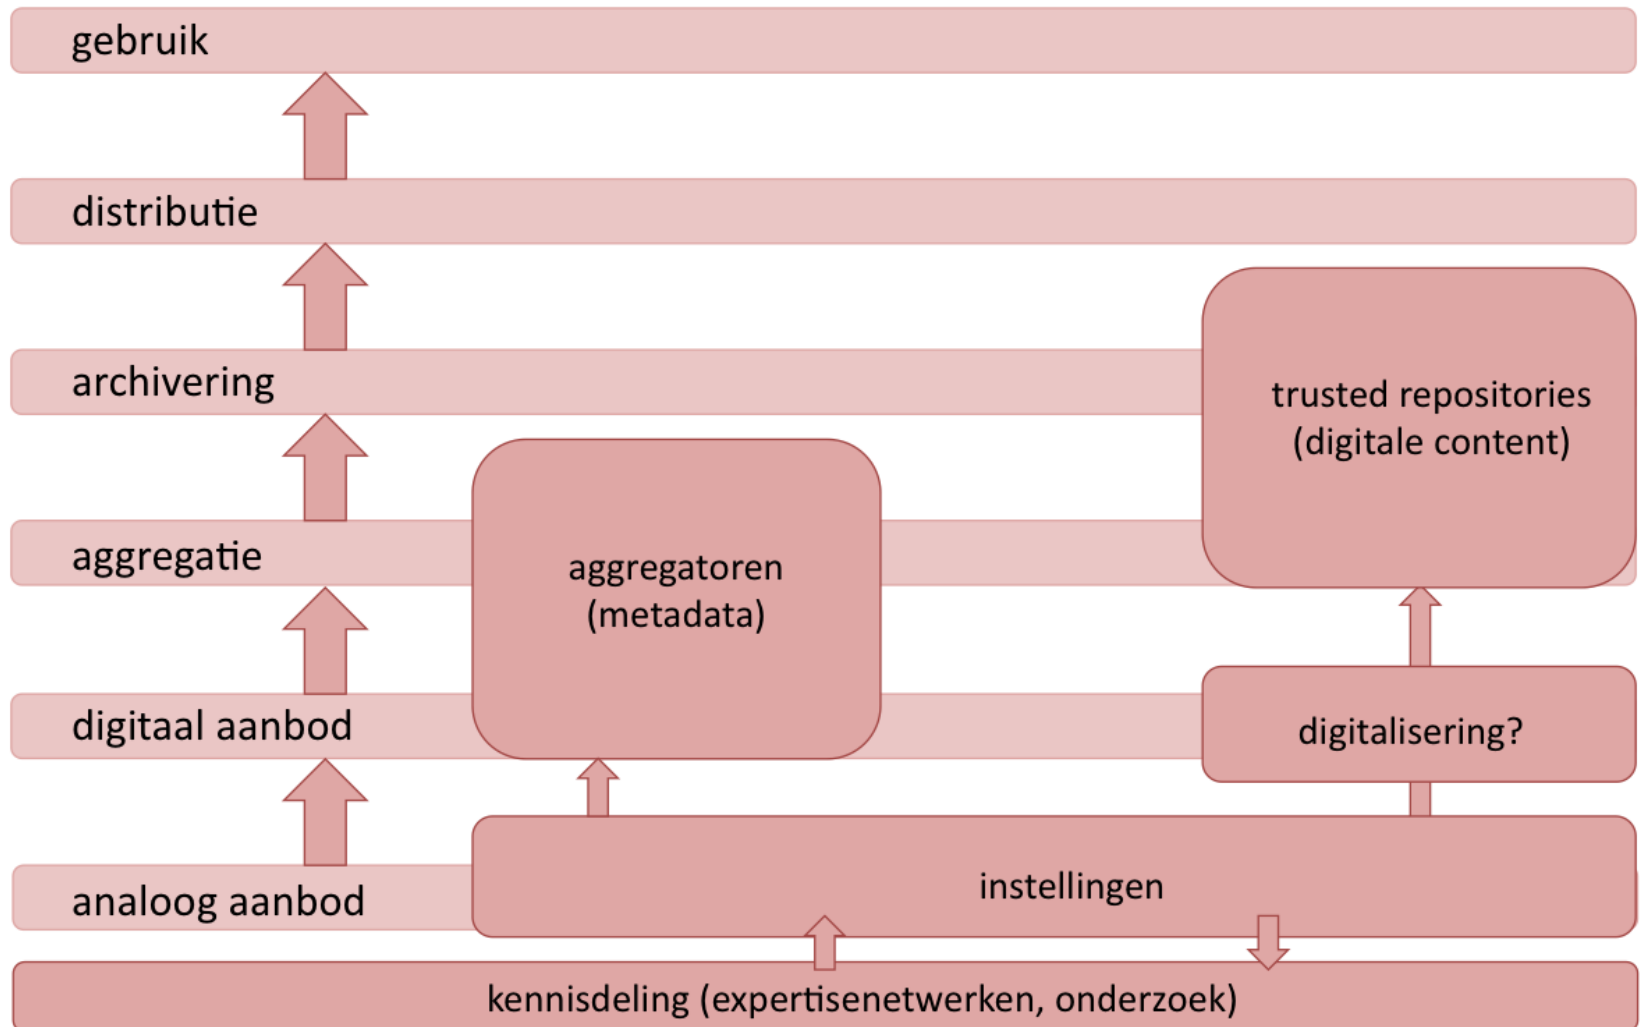 gebruik
distributie
archivering
trusted repositories
(digitale content)
aggregatie
aggregatoren
(metadata)
digitaal aanbod
digitalisering?
analoog aanbod
instellingen
kennisdeling (expertisenetwerken, onderzoek)